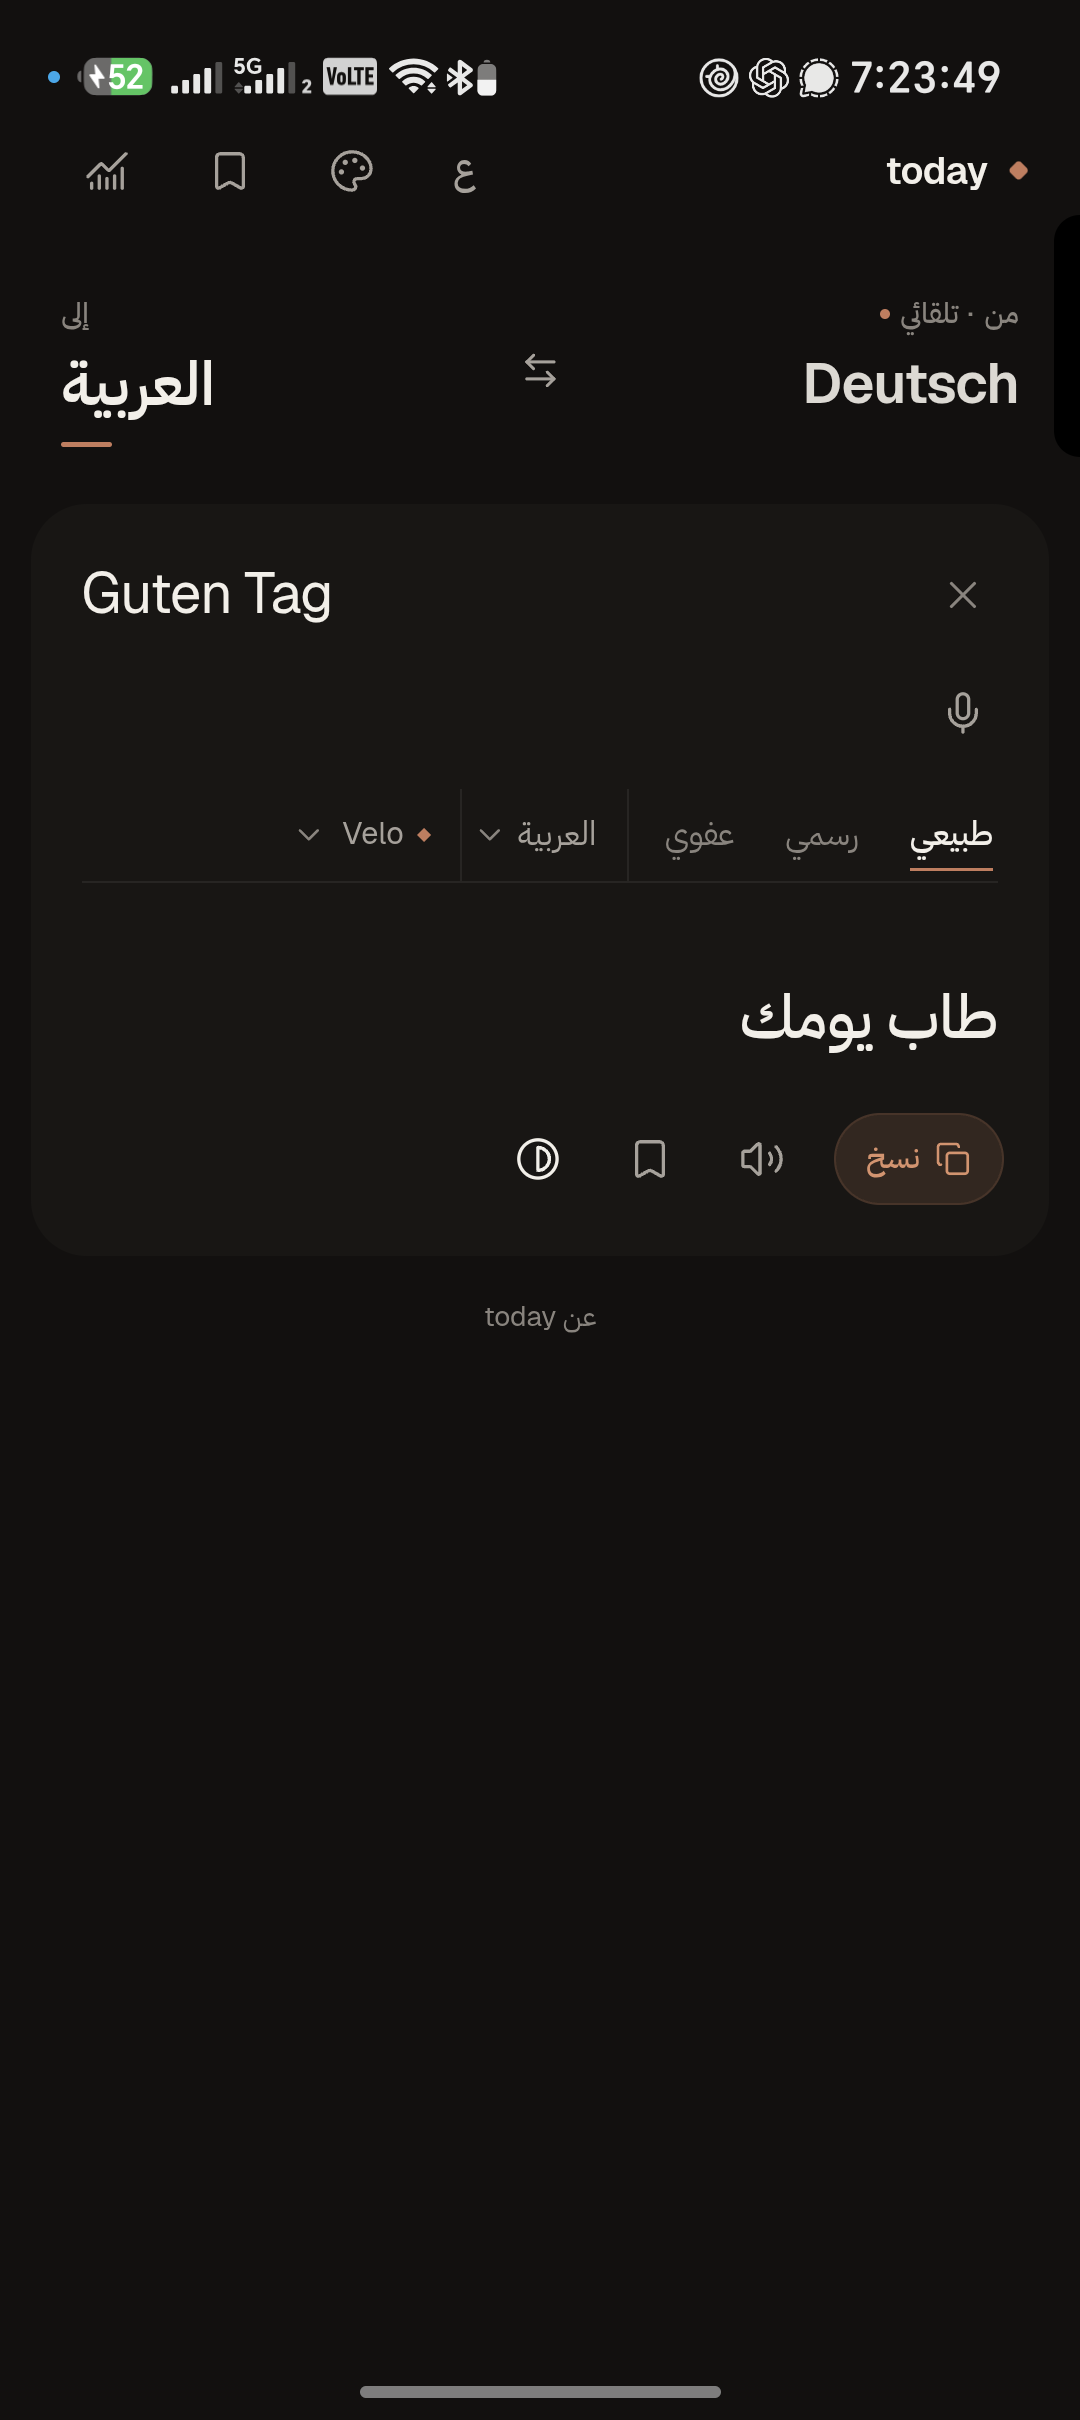 52
5G
2
VoLTE
7:23:49
ع
today
من · تلقائي
Deutsch
إلى
العربية
Guten Tag
طبيعي
رسمي
عفوي
العربية
Velo
طاب يومك
نسخ
عن today